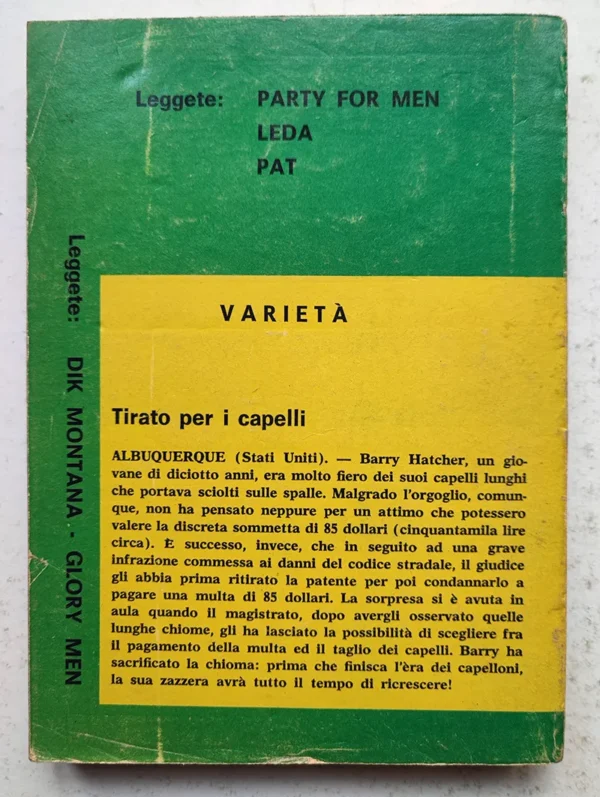 Leggete: PARTY FOR MEN
LEDA
PAT
Leggete: DIK MONTANA - GLORY MEN
VARIETÀ
Tirato per i capelli
ALBUQUERQUE (Stati Uniti). — Barry Hatcher, un gio-
vane di diciotto anni, era molto fiero dei suoi capelli lunghi
che portava sciolti sulle spalle. Malgrado l'orgoglio, comun-
que, non ha pensato neppure per un attimo che potessero
valere la discreta sommetta di 85 dollari (cinquantamila lire
circa). È successo, invece, che in seguito ad una grave
infrazione commessa ai danni del codice stradale, il giudice
gli abbia prima ritirato la patente per poi condannarlo a
pagare una multa di 85 dollari. La sorpresa si è avuta in
aula quando il magistrato, dopo avergli osservato quelle
lunghe chiome, gli ha lasciato la possibilità di scegliere fra
il pagamento della multa ed il taglio dei capelli. Barry ha
sacrificato la chioma: prima che finisca l'èra dei capelloni,
la sua zazzera avrà tutto il tempo di ricrescere!